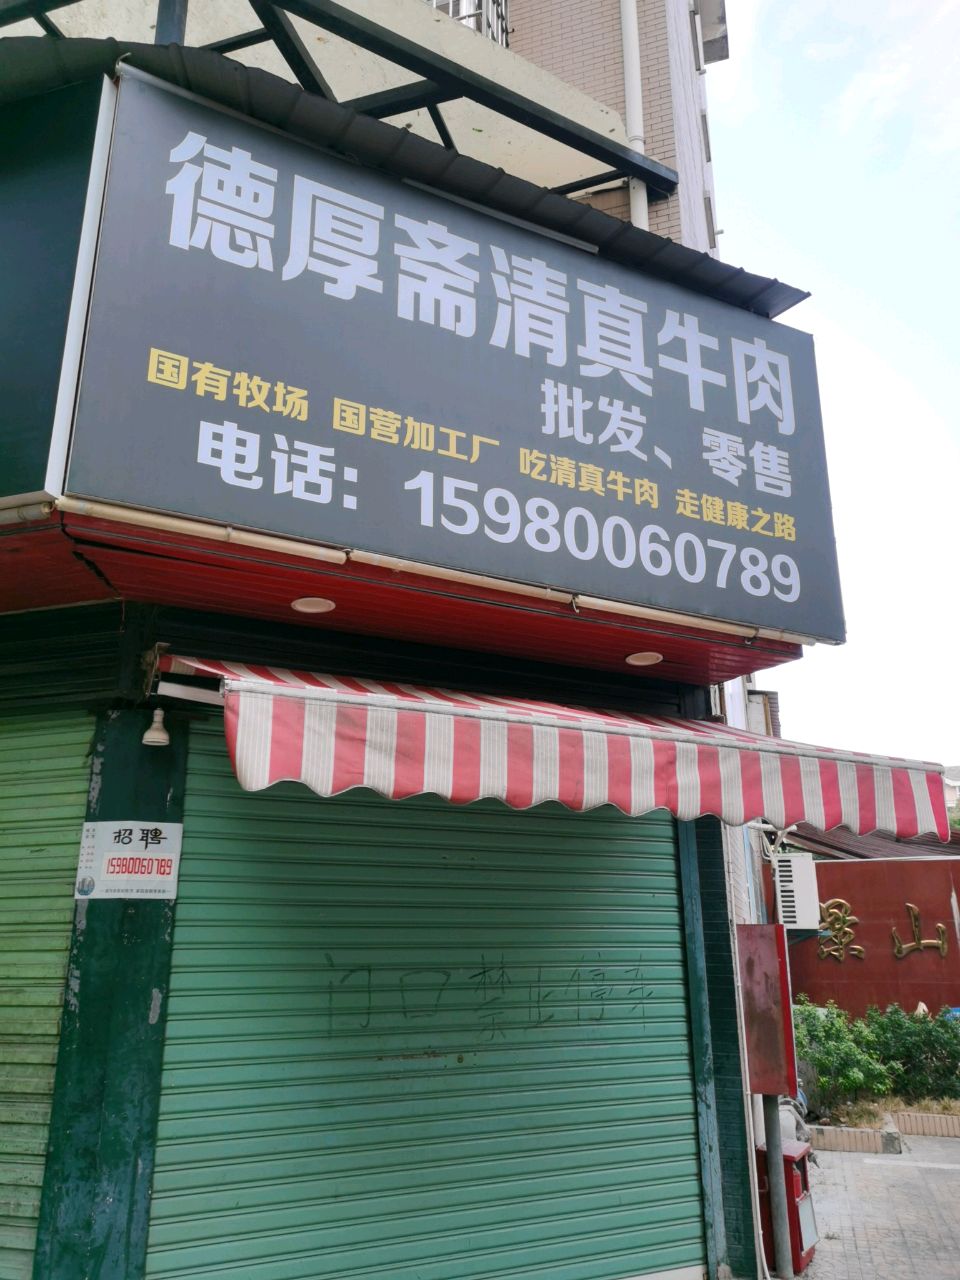 德厚斋清真牛肉
批发、零售
国有牧场 国营加工厂 吃清真牛肉 走健康之路
电话：15980060789
招聘
15980060789
门口禁止停车
景山